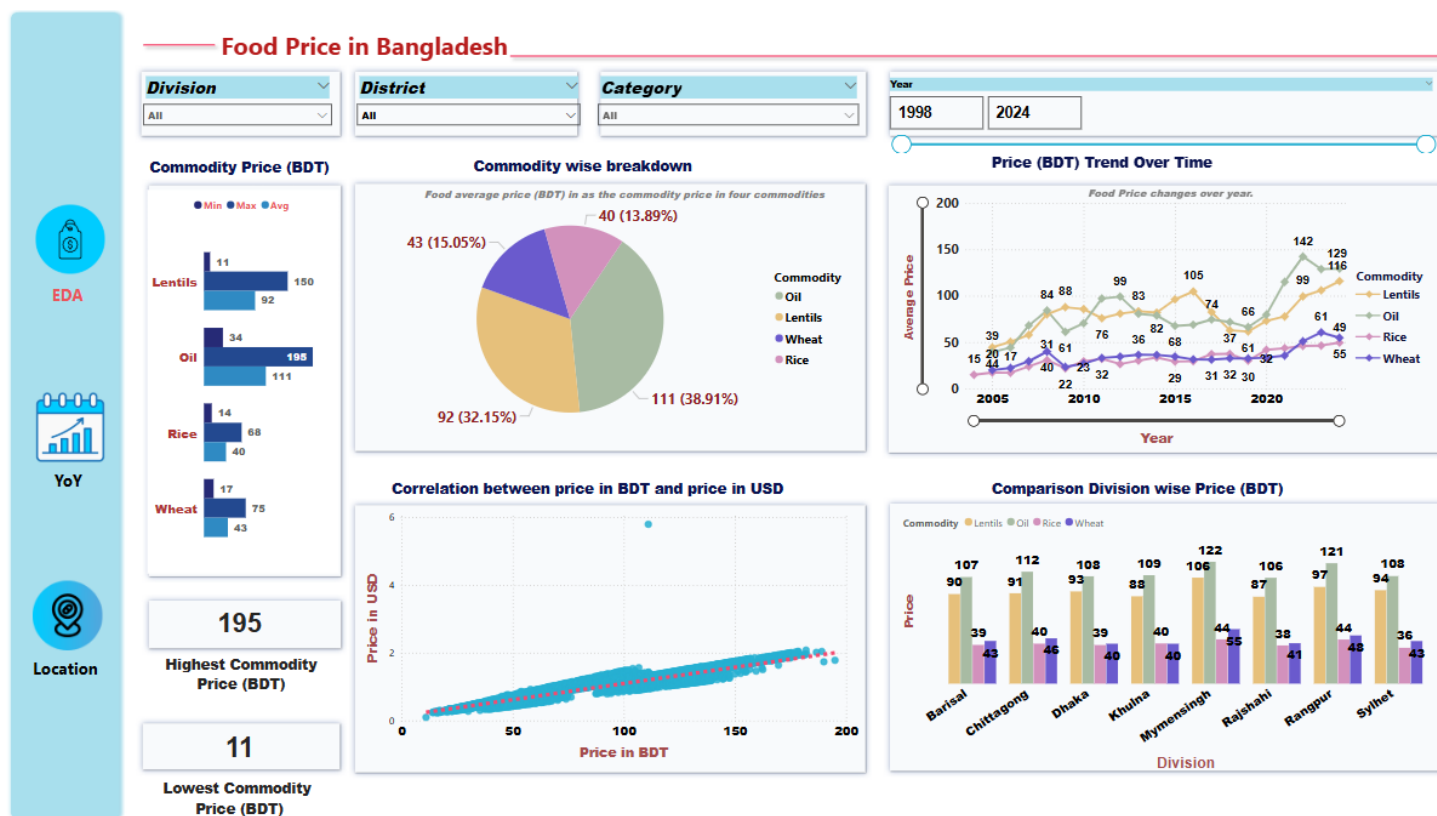 Food Price in Bangladesh
Division
All
District
All
Category
All
Year
1998
2024
EDA
YoY
Location
Commodity Price (BDT)
Min Max Avg
Lentils
11
150
92
Oil
34
195
111
Rice
14
68
40
Wheat
17
75
43
195
Highest Commodity
Price (BDT)
11
Lowest Commodity
Price (BDT)
Commodity wise breakdown
Food average price (BDT) in as the commodity price in four commodities
40 (13.89%)
43 (15.05%)
92 (32.15%)
111 (38.91%)
Commodity
Oil
Lentils
Wheat
Rice
Price (BDT) Trend Over Time
Food Price changes over year.
Average Price
200
150
100
50
0
15
39
20
44
17
84
88
31
40
61
22
23
99
76
32
83
36
82
68
29
105
74
31
37
32
66
61
30
32
142
99
129
116
61
49
55
2005 2010 2015 2020
Year
Commodity
Lentils
Oil
Rice
Wheat
Correlation between price in BDT and price in USD
Price in USD
6
4
2
0
0 50 100 150 200
Price in BDT
Comparison Division wise Price (BDT)
Commodity Lentils Oil Rice Wheat
Price
90 107 39 43
91 112 40 46
93 108 39 40
88 109 40 40
106 122 44 55
87 106 38 41
97 121 44 48
94 108 36 43
Barisal Chittagong Dhaka Khulna Mymensingh Rajshahi Rangpur Sylhet
Division